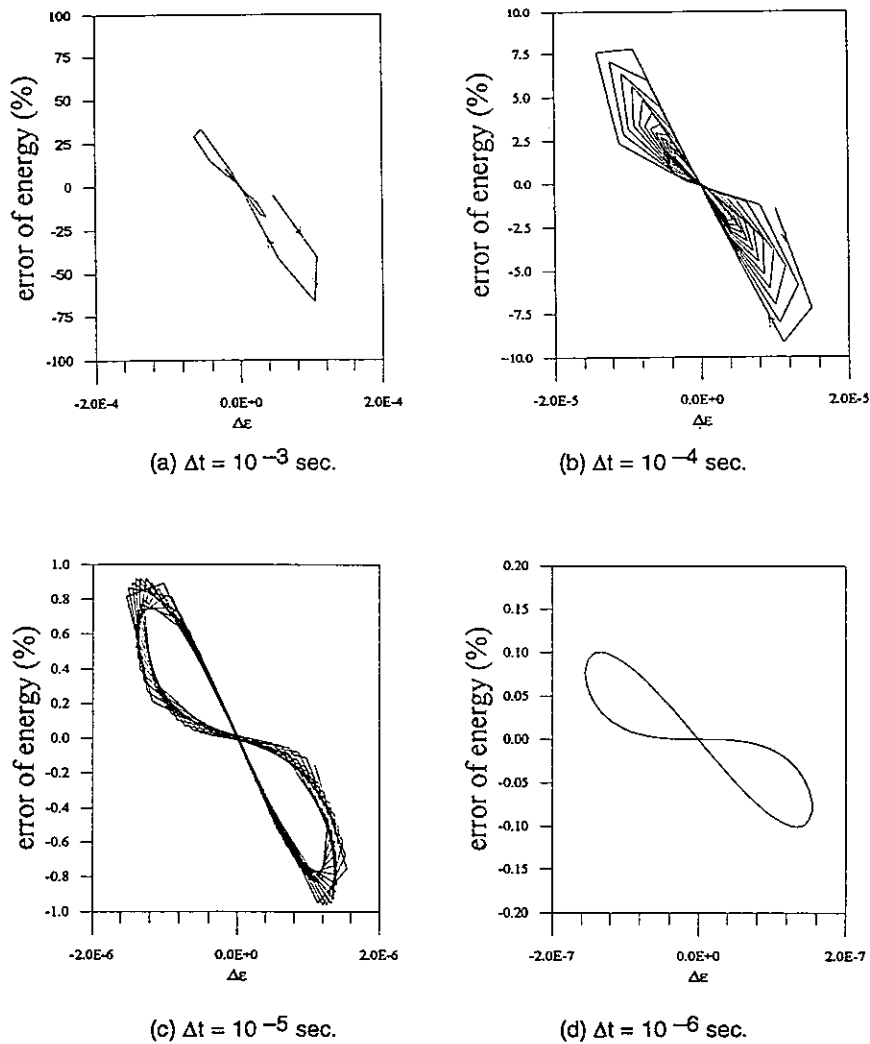 100
75
50
25
0
-25
-50
-75
-100
error of energy (%)
-2.0E-4
0.0E+0
2.0E-4
Δε
(a) Δt = 10 −3 sec.
10.0
7.5
5.0
2.5
0.0
-2.5
-5.0
-7.5
-10.0
error of energy (%)
-2.0E-5
0.0E+0
2.0E-5
Δε
(b) Δt = 10 −4 sec.
1.0
0.8
0.6
0.4
0.2
0.0
-0.2
-0.4
-0.6
-0.8
-1.0
error of energy (%)
-2.0E-6
0.0E+0
2.0E-6
Δε
(c) Δt = 10 −5 sec.
0.20
0.15
0.10
0.05
0.00
-0.05
-0.10
-0.15
-0.20
error of energy (%)
-2.0E-7
0.0E+0
2.0E-7
Δε
(d) Δt = 10 −6 sec.